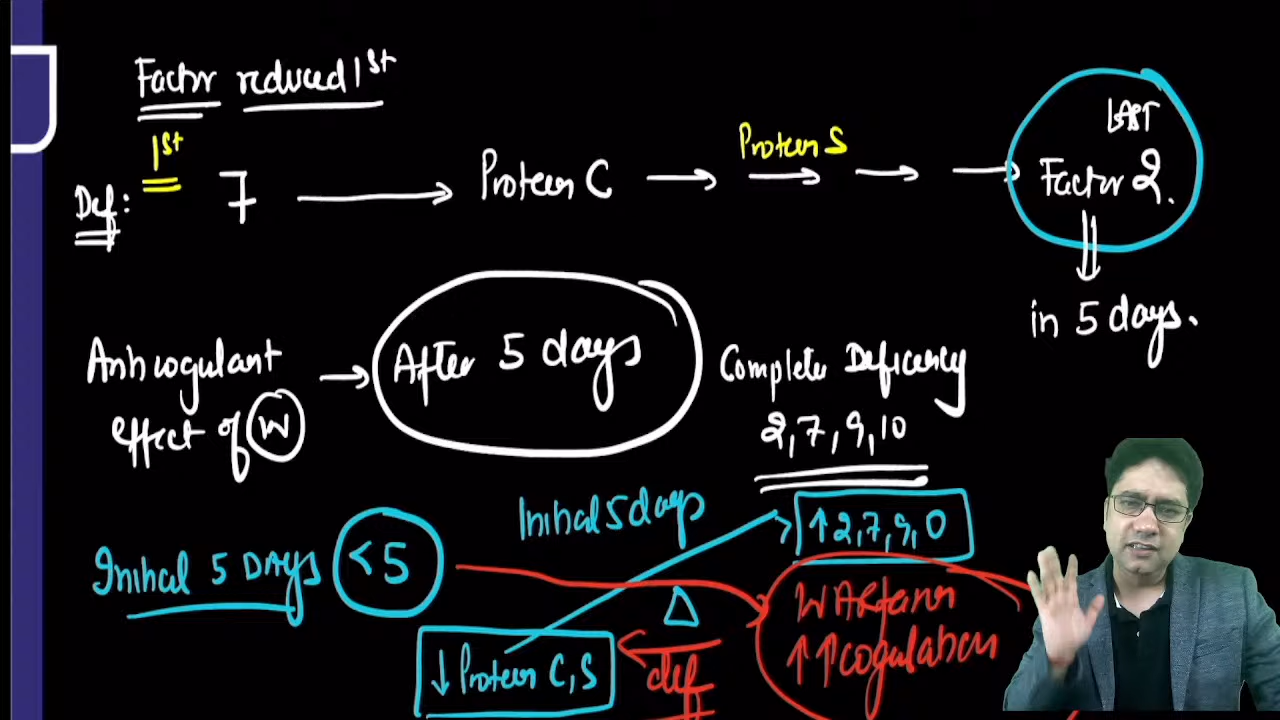 Factor reduced 1st
1st
Def: 7 → Protein C → Protein S → → → LAST Factor 2.
in 5 days.
Anticogulant effect of W → After 5 days
Complete Deficiency
2, 7, 9, 10
Initial 5 days
↑ 2, 7, 9, 0
Initial 5 DAYS < 5
WARfarin
↑↑ cogulation
Δ
def
↓ Protein C, S